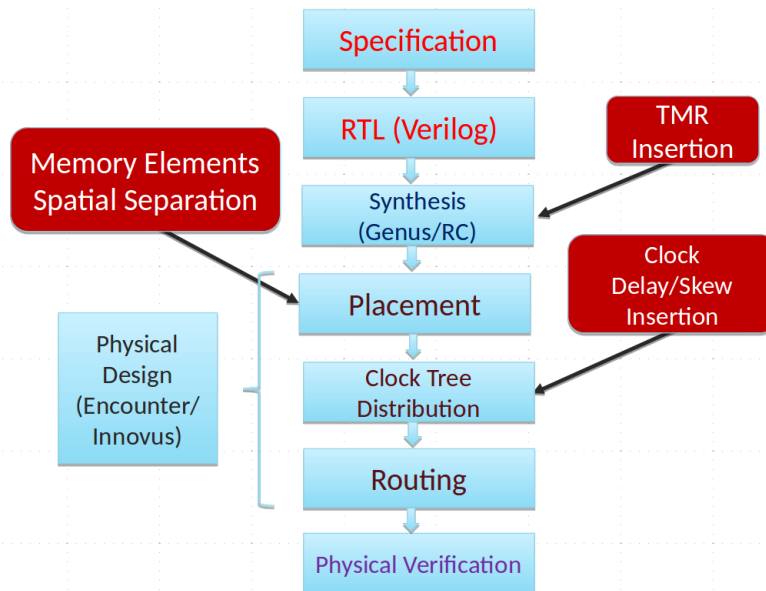 Specification
RTL (Verilog)
TMR
Insertion
Memory Elements
Spatial Separation
Synthesis
(Genus/RC)
Clock
Delay/Skew
Insertion
Placement
Physical
Design
(Encounter/
Innovus)
Clock Tree
Distribution
Routing
Physical Verification